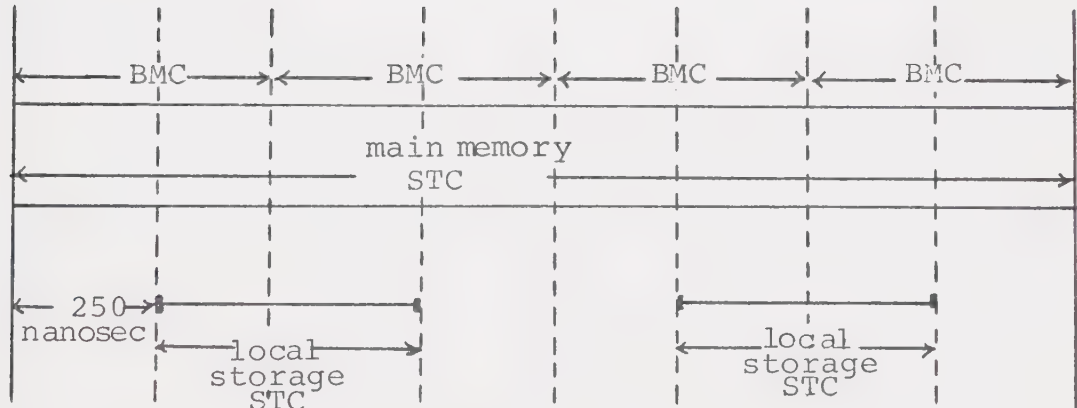 BMC BMC BMC BMC
main memory
STC
250
nanosec
local
storage
STC
local
storage
STC